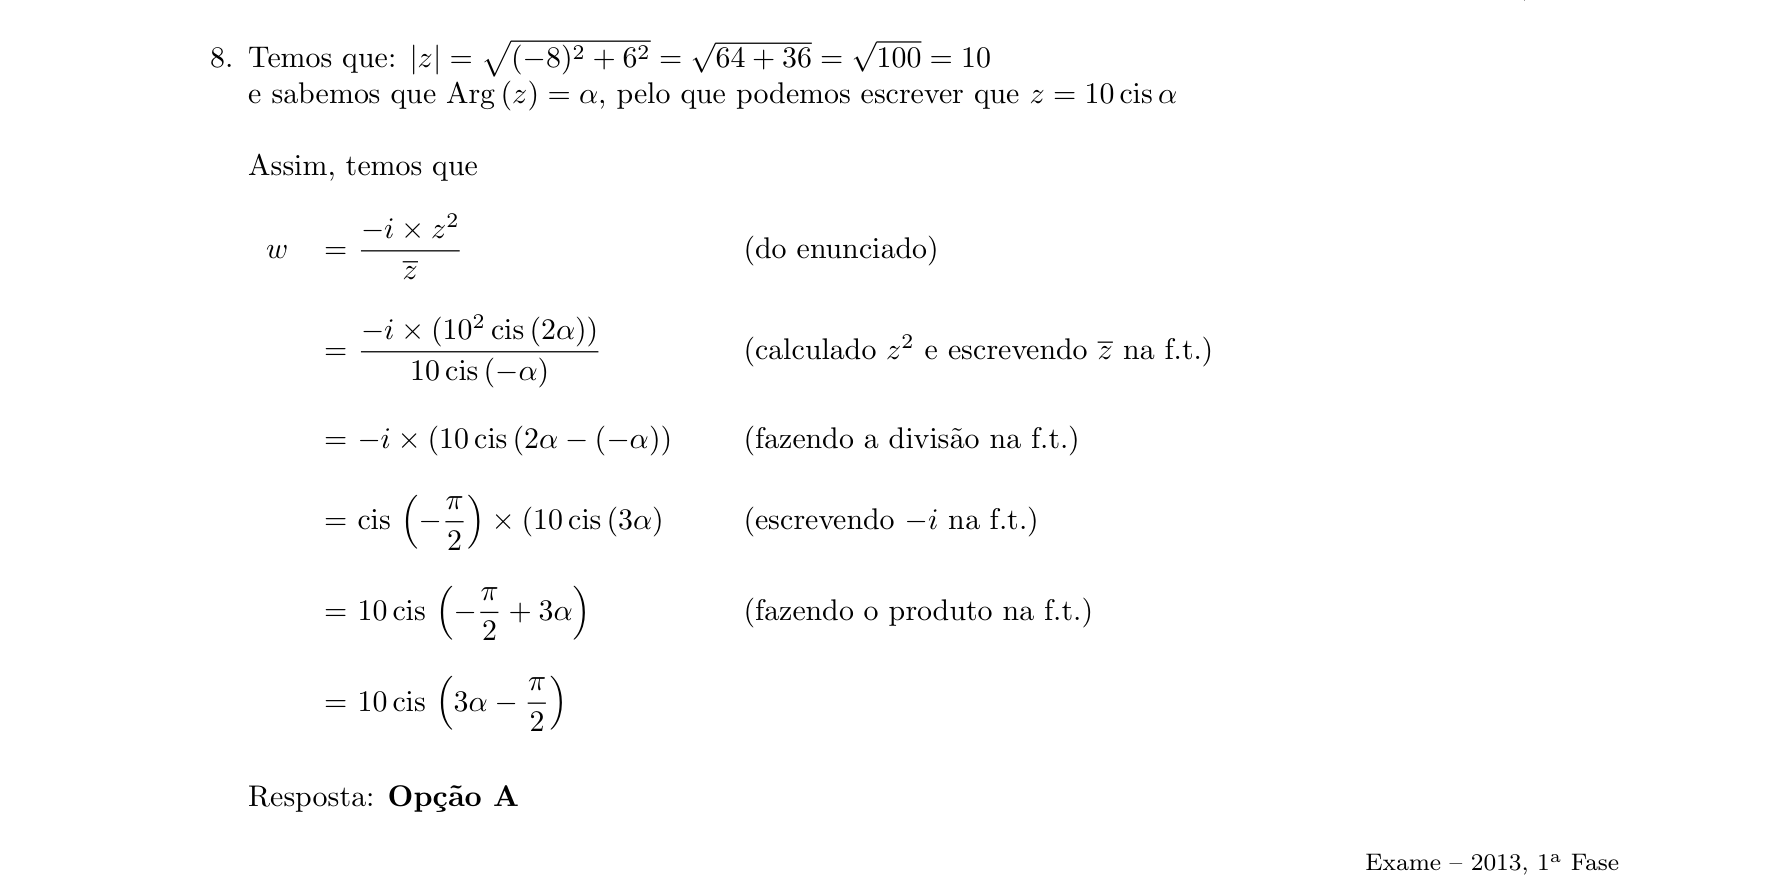 8. Temos que: |z| = √((−8)² + 6²) = √(64 + 36) = √100 = 10
e sabemos que Arg (z) = α, pelo que podemos escrever que z = 10 cis α
Assim, temos que
w = (−i × z²)/z̅ (do enunciado)
= (−i × (10² cis (2α)))/(10 cis (−α)) (calculado z² e escrevendo z̅ na f.t.)
= −i × (10 cis (2α − (−α)) (fazendo a divisão na f.t.)
= cis (−π/2) × (10 cis (3α) (escrevendo −i na f.t.)
= 10 cis (−π/2 + 3α) (fazendo o produto na f.t.)
= 10 cis (3α − π/2)
Resposta: Opção A
Exame – 2013, 1ª Fase